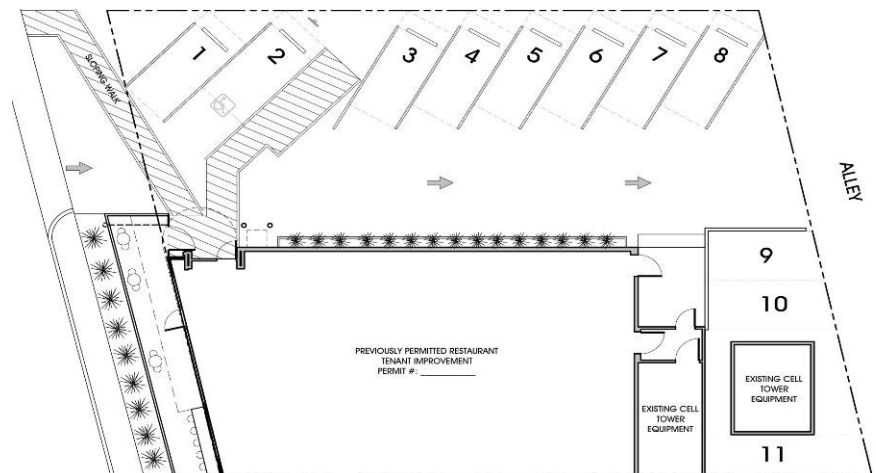 1
2
3
4
5
6
7
8
SLOPING WALK
ALLEY
9
10
PREVIOUSLY PERMITTED RESTAURANT
TENANT IMPROVEMENT
PERMIT #: __________
EXISTING CELL
TOWER
EQUIPMENT
EXISTING CELL
TOWER
EQUIPMENT
11